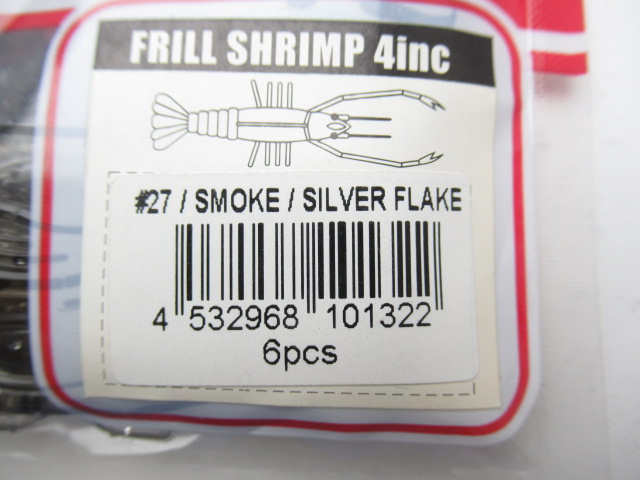 FRILL SHRIMP 4inc
#27 / SMOKE / SILVER FLAKE
4 532968 101322
6pcs